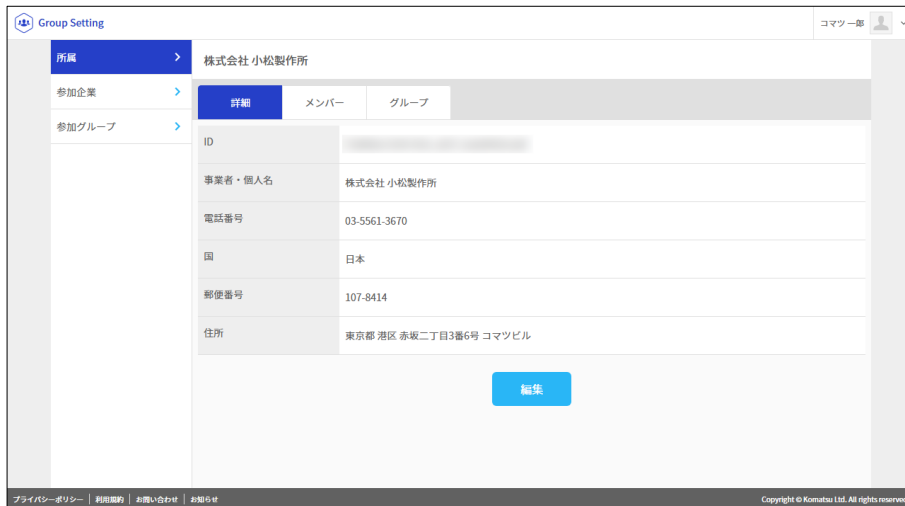 Group Setting
コマツ 一郎
所属
参加企業
参加グループ
株式会社 小松製作所
詳細 メンバー グループ
ID
事業者・個人名 株式会社 小松製作所
電話番号 03-5561-3670
国 日本
郵便番号 107-8414
住所 東京都 港区 赤坂二丁目3番6号 コマツビル
編集
プライバシーポリシー | 利用規約 | お問い合わせ | お知らせ
Copyright © Komatsu Ltd. All rights reserved